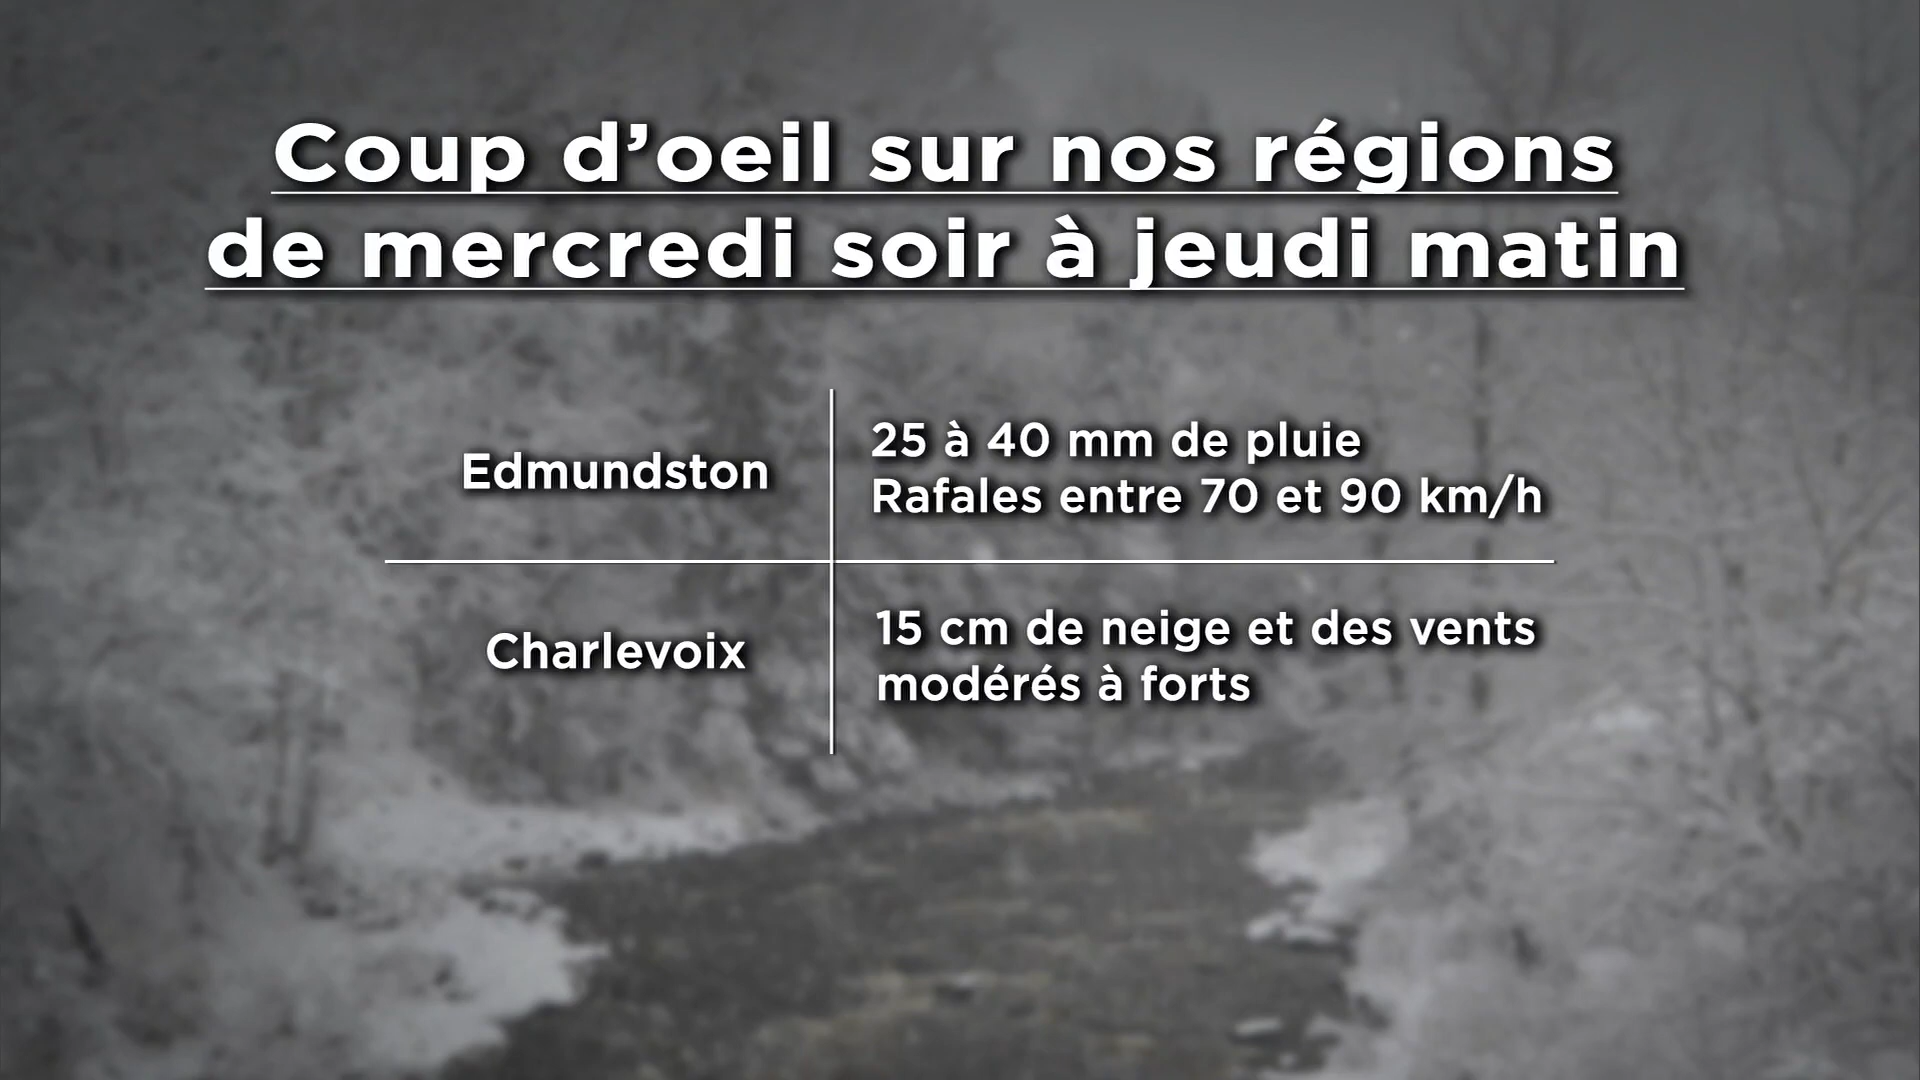 Coup d’oeil sur nos régions
de mercredi soir à jeudi matin
Edmundston
25 à 40 mm de pluie
Rafales entre 70 et 90 km/h
Charlevoix
15 cm de neige et des vents
modérés à forts